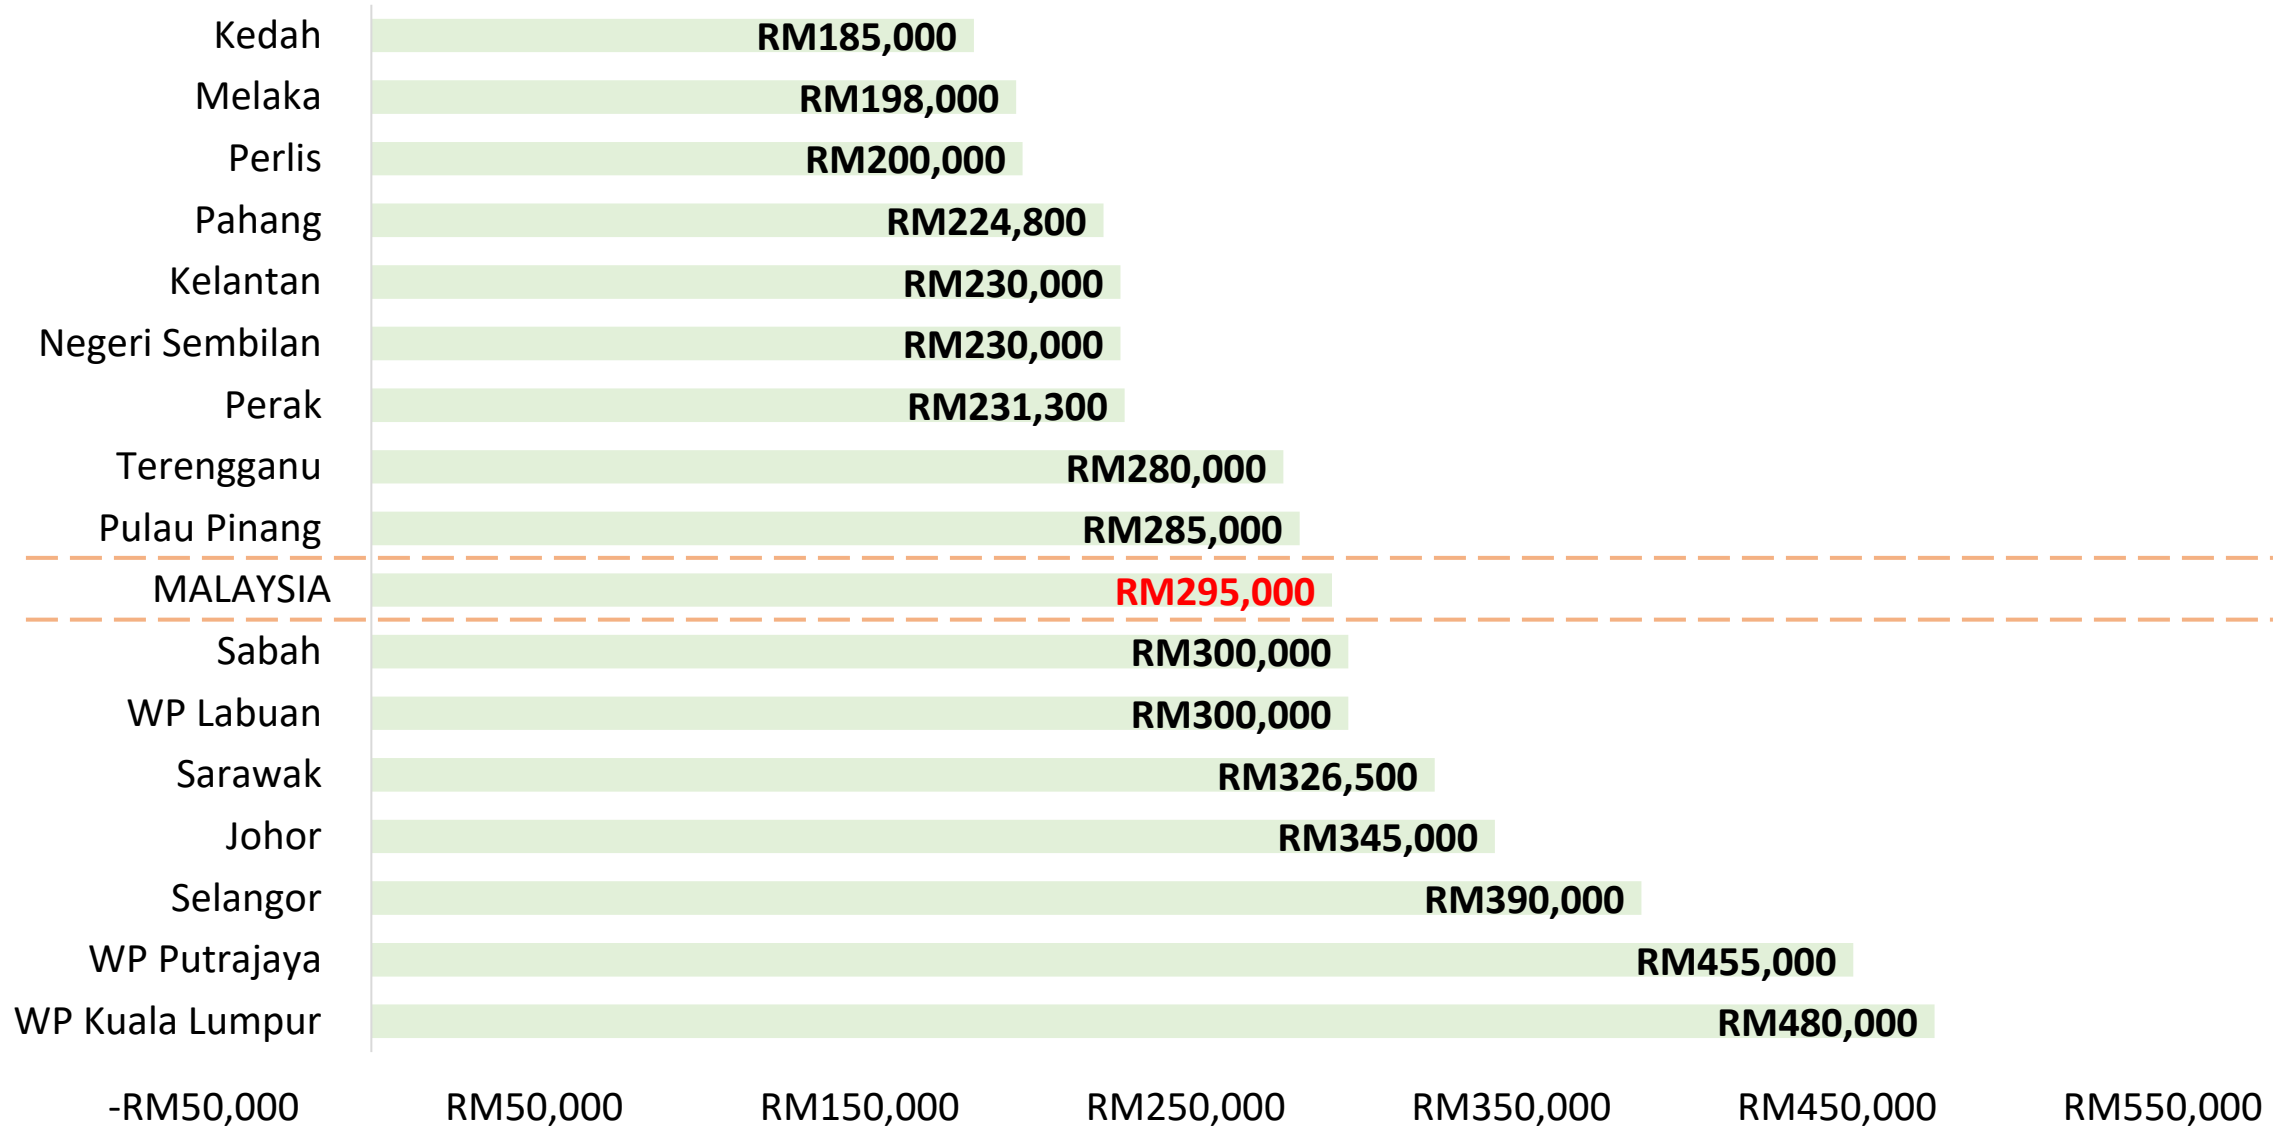 Kedah RM185,000
Melaka RM198,000
Perlis RM200,000
Pahang RM224,800
Kelantan RM230,000
Negeri Sembilan RM230,000
Perak RM231,300
Terengganu RM280,000
Pulau Pinang RM285,000
MALAYSIA RM295,000
Sabah RM300,000
WP Labuan RM300,000
Sarawak RM326,500
Johor RM345,000
Selangor RM390,000
WP Putrajaya RM455,000
WP Kuala Lumpur RM480,000
-RM50,000 RM50,000 RM150,000 RM250,000 RM350,000 RM450,000 RM550,000